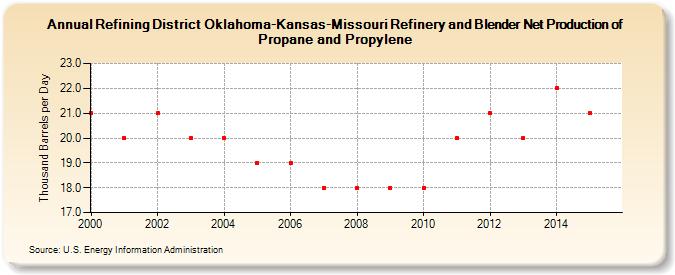 Annual Refining District Oklahoma-Kansas-Missouri Refinery and Blender Net Production of
Propane and Propylene
Thousand Barrels per Day
23.0
22.0
21.0
20.0
19.0
18.0
17.0
2000 2002 2004 2006 2008 2010 2012 2014
Source: U.S. Energy Information Administration